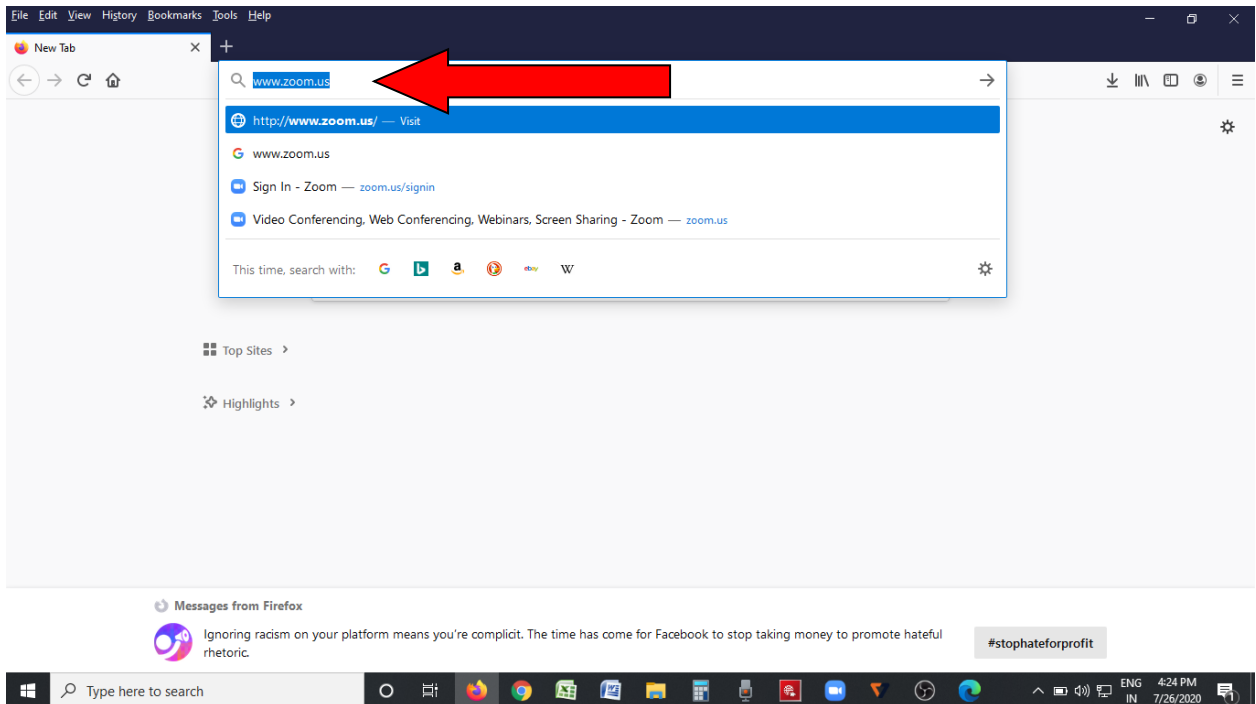 File Edit View History Bookmarks Tools Help
New Tab
www.zoom.us
http://www.zoom.us/ — Visit
www.zoom.us
Sign In - Zoom — zoom.us/signin
Video Conferencing, Web Conferencing, Webinars, Screen Sharing - Zoom — zoom.us
This time, search with: G b a ebay W
Top Sites
Highlights
Messages from Firefox
Ignoring racism on your platform means you're complicit. The time has come for Facebook to stop taking money to promote hateful
rhetoric.
#stophateforprofit
Type here to search
ENG 4:24 PM
IN 7/26/2020